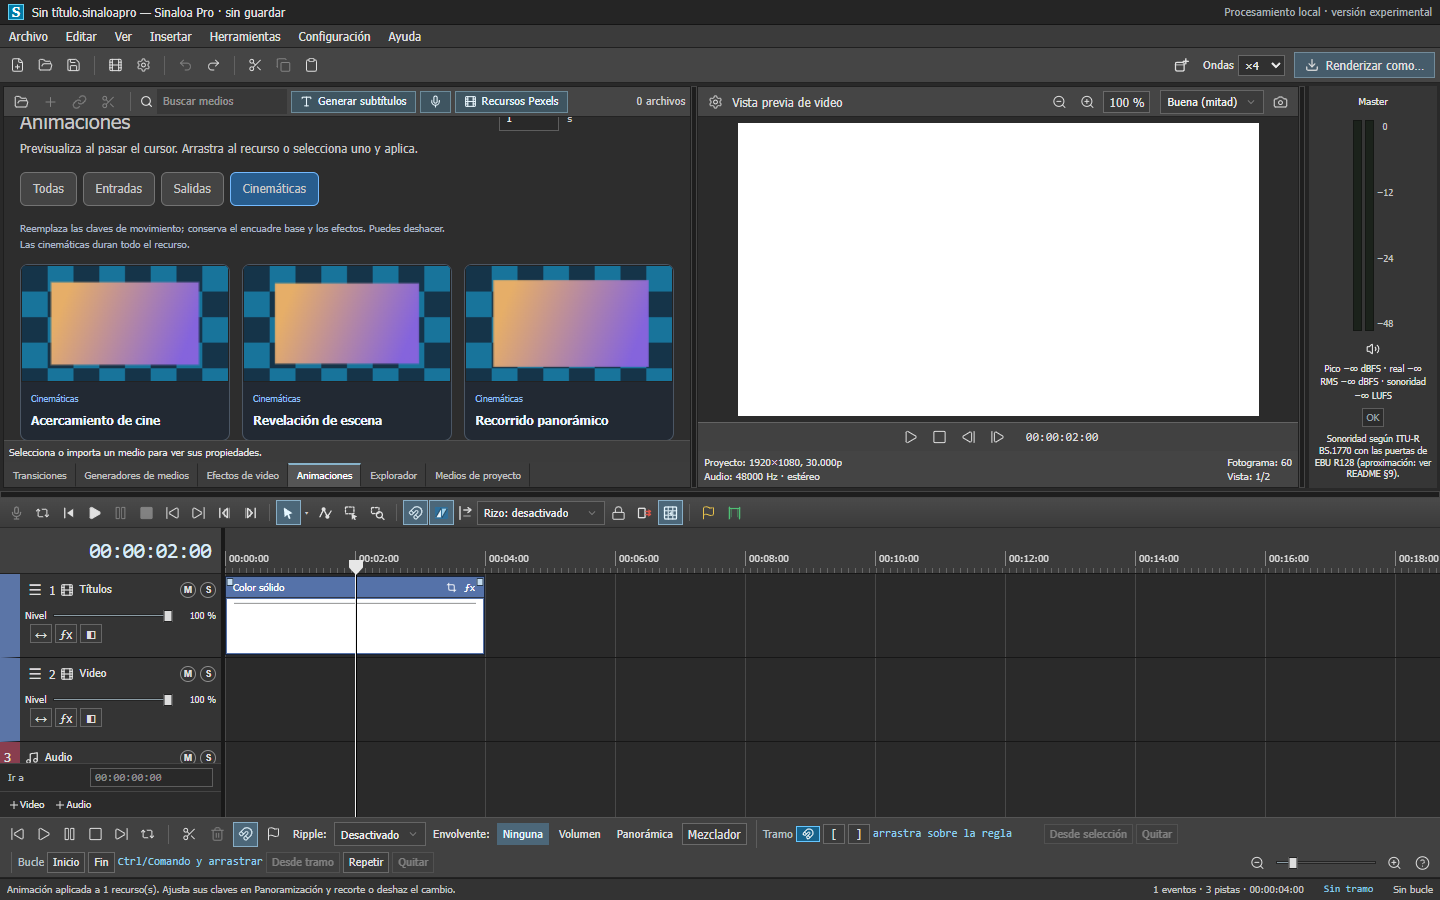 S Sin título.sinaloapro — Sinaloa Pro · sin guardar
Procesamiento local · versión experimental
Archivo Editar Ver Insertar Herramientas Configuración Ayuda
Ondas x4 Renderizar como...
Buscar medios Generar subtítulos Recursos Pexels 0 archivos
Animaciones 1 s
Previsualiza al pasar el cursor. Arrastra al recurso o selecciona uno y aplica.
Todas Entradas Salidas Cinemáticas
Reemplaza las claves de movimiento; conserva el encuadre base y los efectos. Puedes deshacer.
Las cinemáticas duran todo el recurso.
Cinemáticas
Acercamiento de cine
Cinemáticas
Revelación de escena
Cinemáticas
Recorrido panorámico
Selecciona o importa un medio para ver sus propiedades.
Transiciones Generadores de medios Efectos de video Animaciones Explorador Medios de proyecto
Vista previa de video 100 % Buena (mitad)
00:00:02:00
Proyecto: 1920×1080, 30.000p
Audio: 48000 Hz · estéreo
Fotograma: 60
Vista: 1/2
Master
0
−12
−24
−48
Pico −∞ dBFS · real −∞
RMS −∞ dBFS · sonoridad
−∞ LUFS
OK
Sonoridad según ITU-R
BS.1770 con las puertas de
EBU R128 (aproximación: ver
README §9).
Rizo: desactivado
00:00:02:00
00:00:00 00:02:00 00:04:00 00:06:00 00:08:00 00:10:00 00:12:00 00:14:00 00:16:00 00:18:00
1 Títulos M S
Nivel 100 %
ƒx
Color sólido ƒx
2 Video M S
Nivel 100 %
ƒx
3 Audio M S
Ir a 00:00:00:00
+Video +Audio
Ripple: Desactivado Envolvente: Ninguna Volumen Panorámica Mezclador Tramo [ ] arrastra sobre la regla Desde selección Quitar
Bucle Inicio Fin Ctrl/Comando y arrastrar Desde tramo Repetir Quitar
Animación aplicada a 1 recurso(s). Ajusta sus claves en Panoramización y recorte o deshaz el cambio.
1 eventos · 3 pistas · 00:00:04:00 Sin tramo Sin bucle